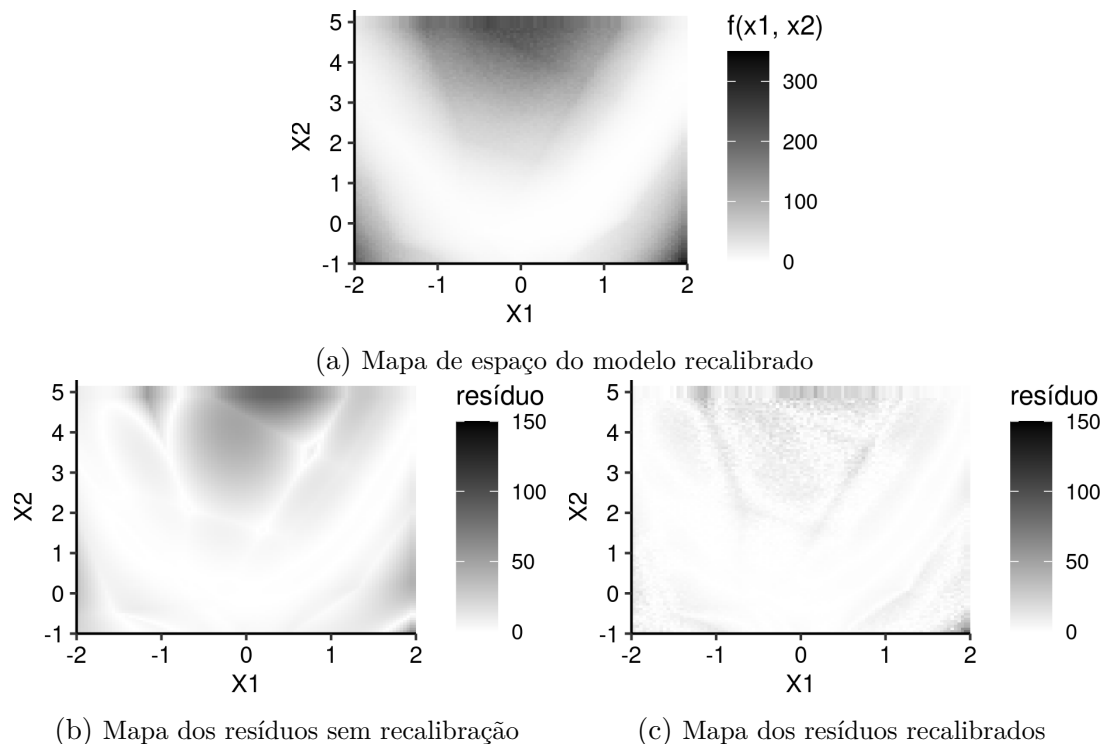 f(x1, x2)
300
200
100
0
5
4
3
2
1
0
-1
X2
-2 -1 0 1 2
X1
(a) Mapa de espaço do modelo recalibrado
resíduo
150
100
50
0
5
4
3
2
1
0
-1
X2
-2 -1 0 1 2
X1
(b) Mapa dos resíduos sem recalibração
resíduo
150
100
50
0
5
4
3
2
1
0
-1
X2
-2 -1 0 1 2
X1
(c) Mapa dos resíduos recalibrados